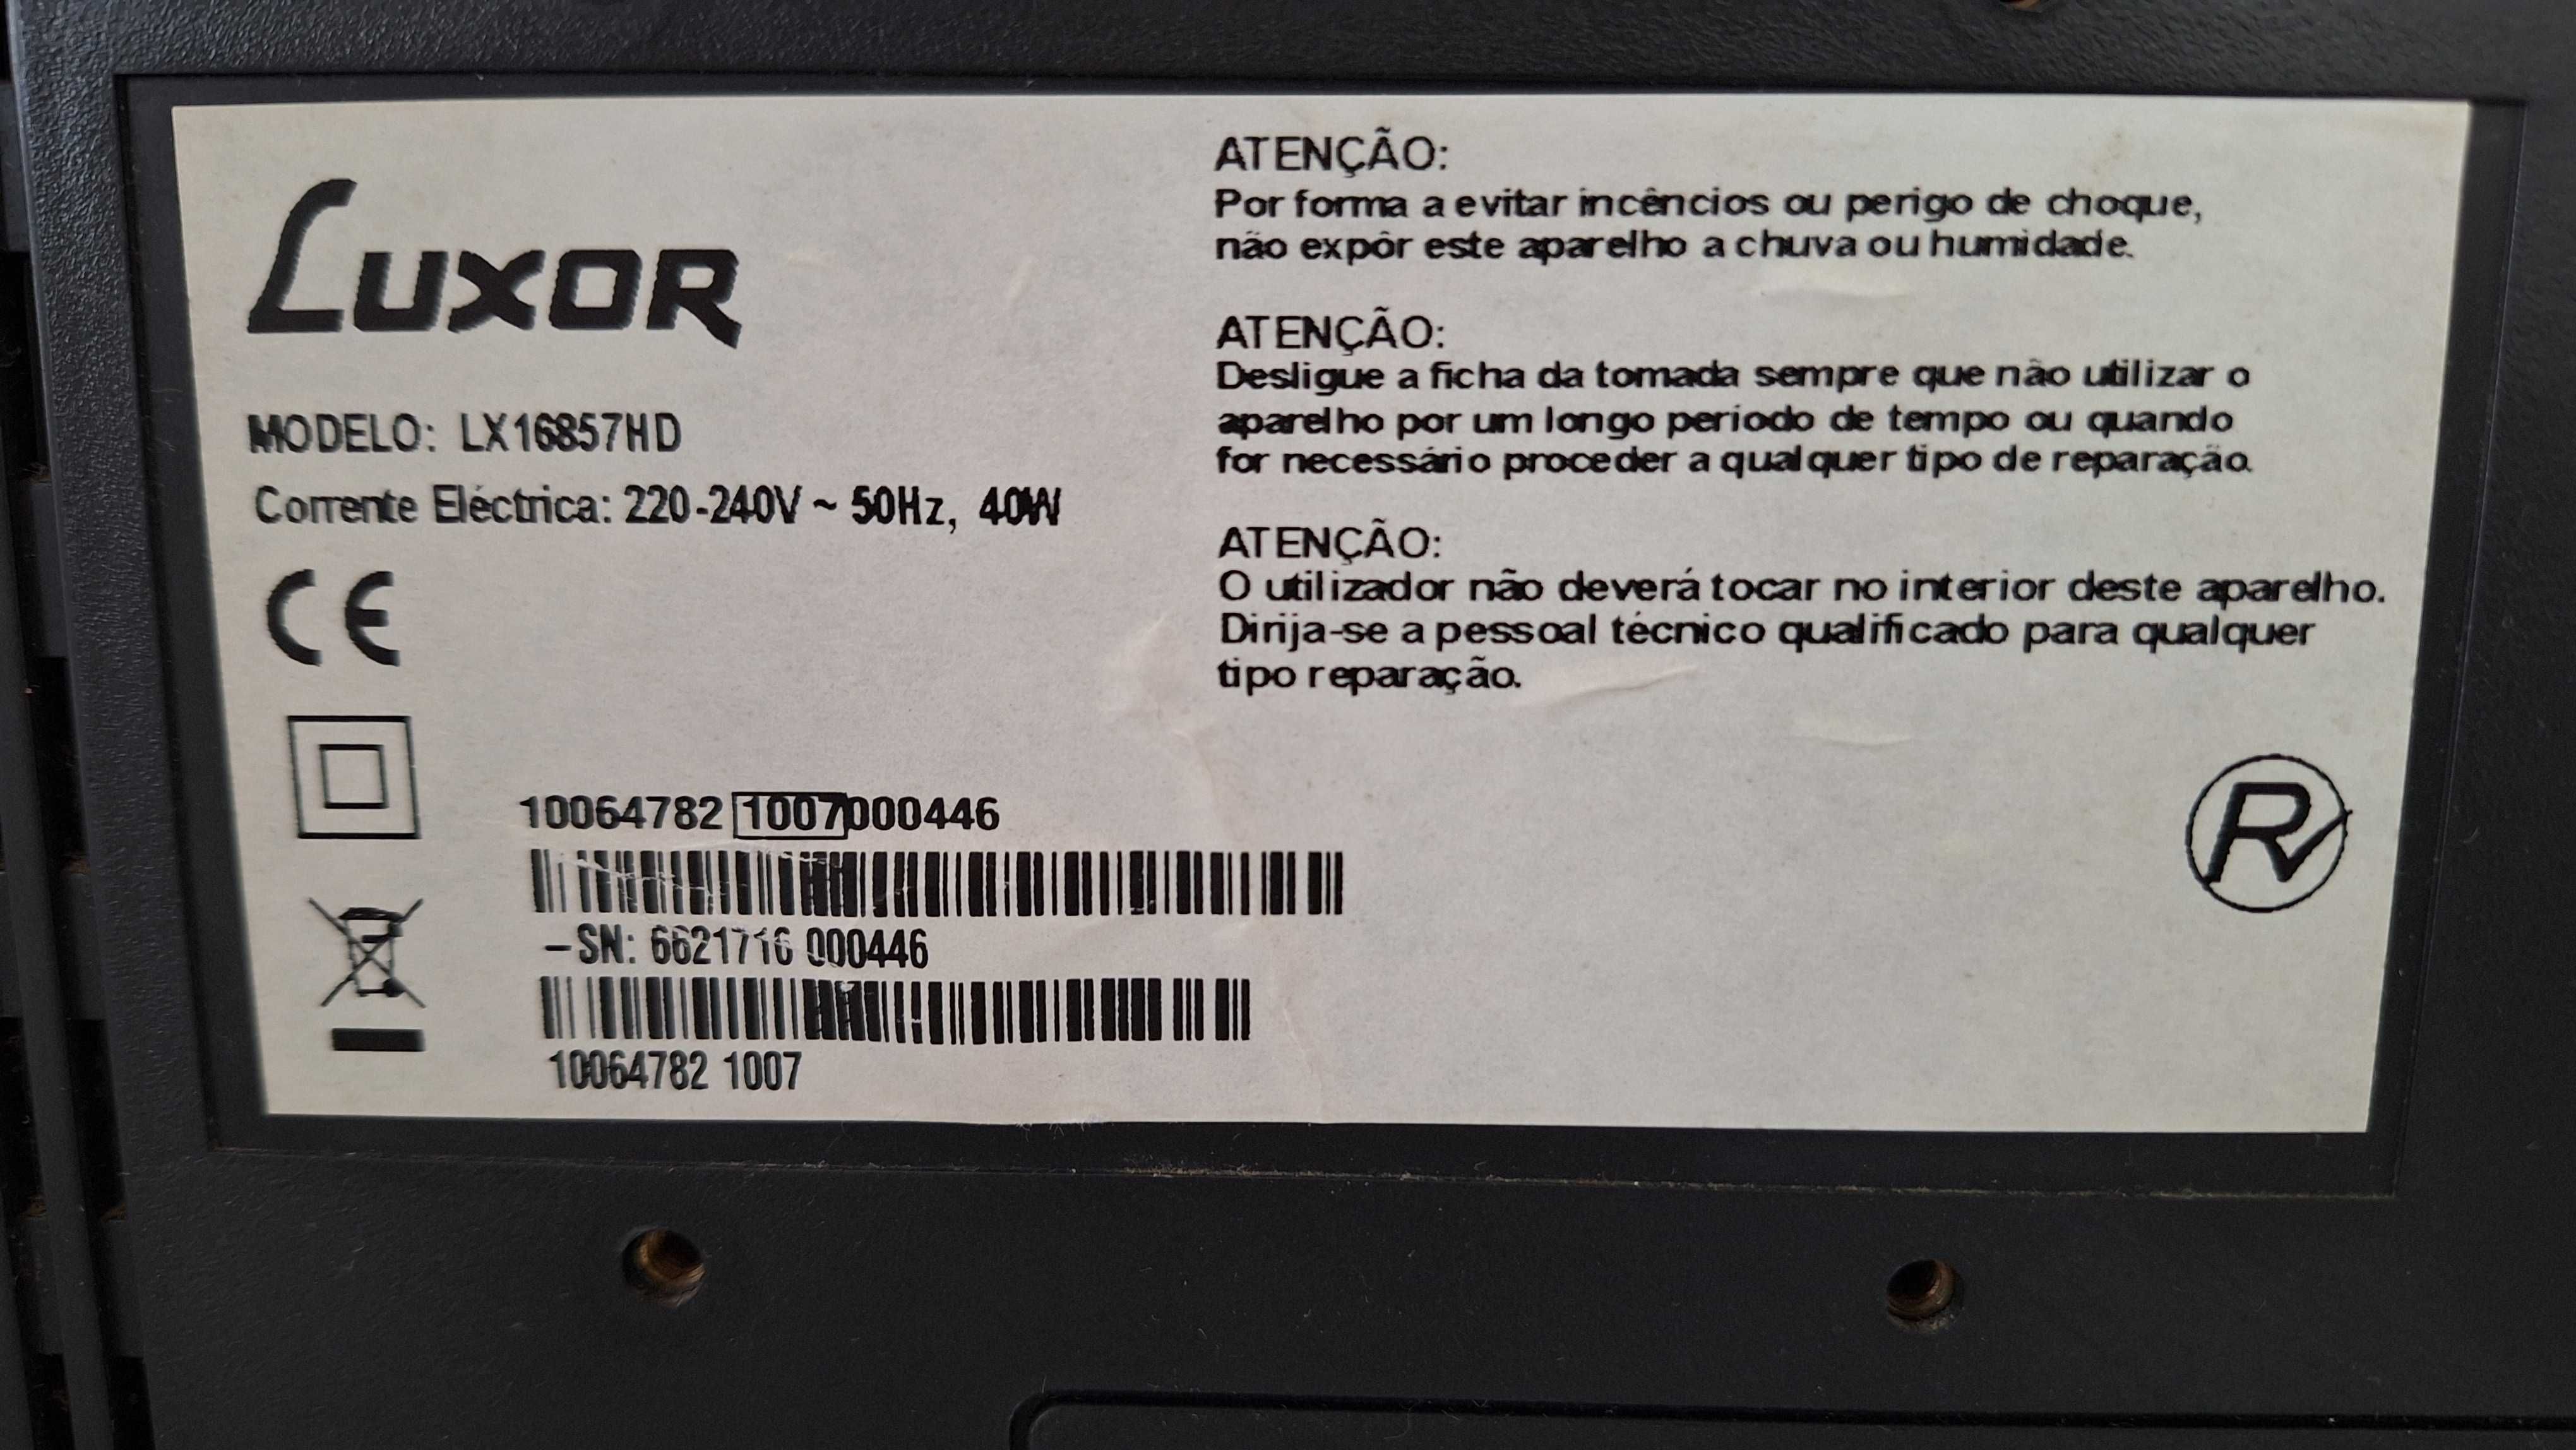 LUXOR
MODELO: LX16857HD
Corrente Eléctrica: 220-240V ~ 50Hz, 40W
CE
10064782 1007000446
-SN: 6621716 000446
10064782 1007
ATENÇÃO:
Por forma a evitar incêncios ou perigo de choque,
não expôr este aparelho a chuva ou humidade.
ATENÇÃO:
Desligue a ficha da tomada sempre que não utilizar o
aparelho por um longo periodo de tempo ou quando
for necessário proceder a qualquer tipo de reparação.
ATENÇÃO:
O utilizador não deverá tocar no interior deste aparelho.
Dirija-se a pessoal técnico qualificado para qualquer
tipo reparação.
R